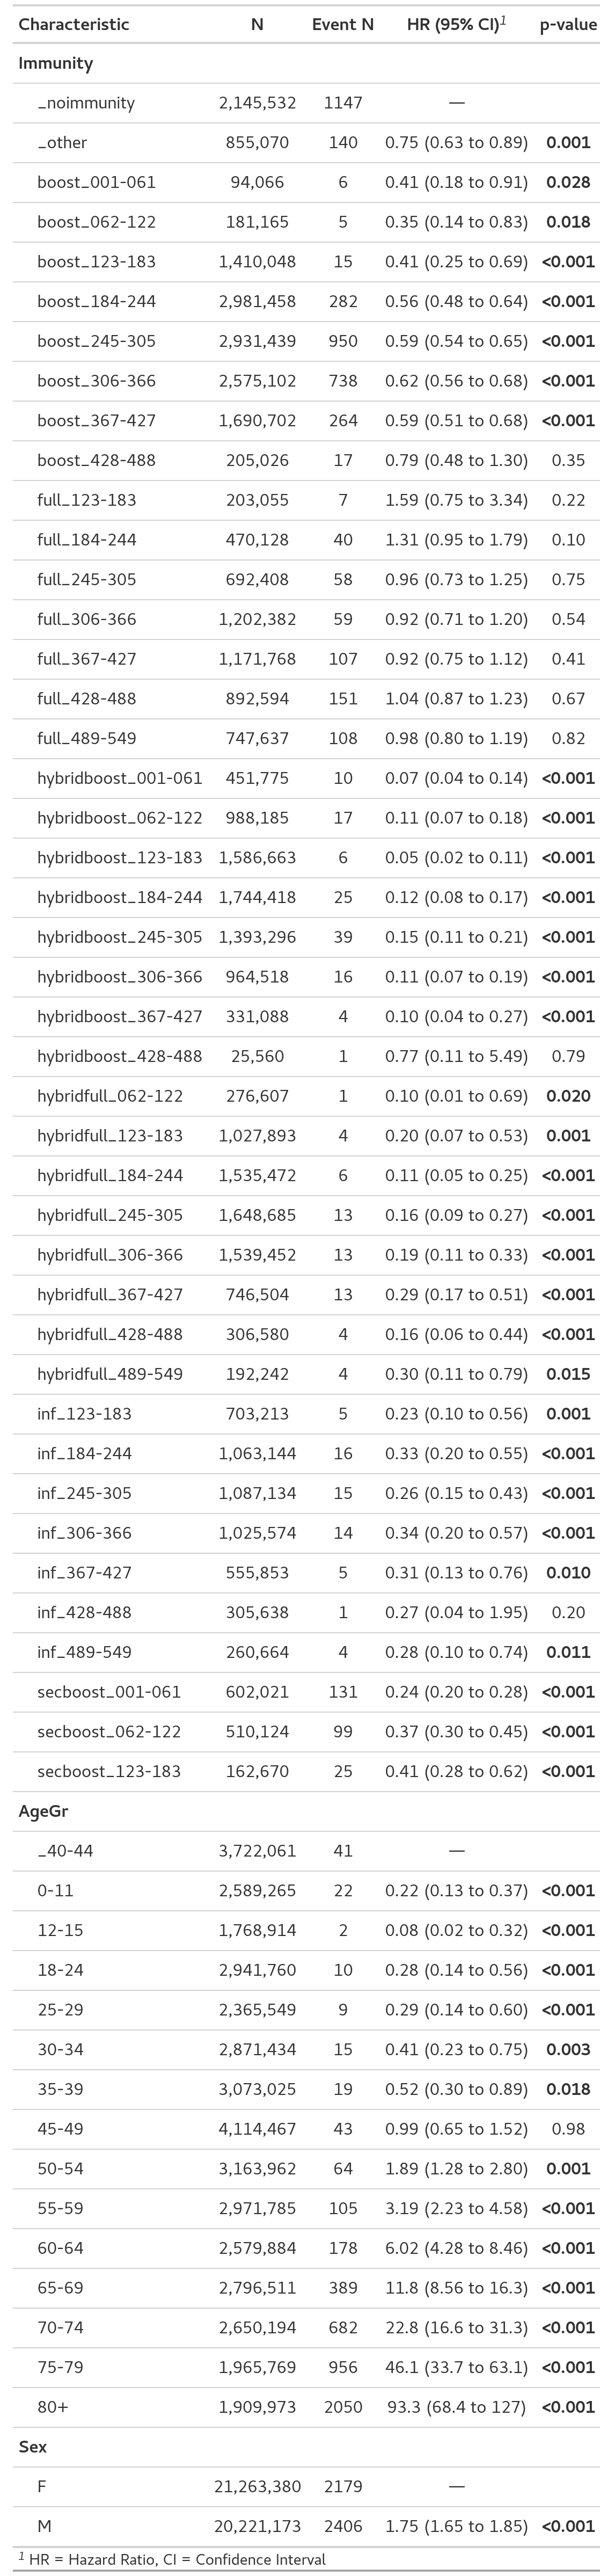 Characteristic N Event N HR (95% CI)1 p-value
Immunity
_noimmunity 2,145,532 1147 —
_other 855,070 140 0.75 (0.63 to 0.89) 0.001
boost_001-061 94,066 6 0.41 (0.18 to 0.91) 0.028
boost_062-122 181,165 5 0.35 (0.14 to 0.83) 0.018
boost_123-183 1,410,048 15 0.41 (0.25 to 0.69) <0.001
boost_184-244 2,981,458 282 0.56 (0.48 to 0.64) <0.001
boost_245-305 2,931,439 950 0.59 (0.54 to 0.65) <0.001
boost_306-366 2,575,102 738 0.62 (0.56 to 0.68) <0.001
boost_367-427 1,690,702 264 0.59 (0.51 to 0.68) <0.001
boost_428-488 205,026 17 0.79 (0.48 to 1.30) 0.35
full_123-183 203,055 7 1.59 (0.75 to 3.34) 0.22
full_184-244 470,128 40 1.31 (0.95 to 1.79) 0.10
full_245-305 692,408 58 0.96 (0.73 to 1.25) 0.75
full_306-366 1,202,382 59 0.92 (0.71 to 1.20) 0.54
full_367-427 1,171,768 107 0.92 (0.75 to 1.12) 0.41
full_428-488 892,594 151 1.04 (0.87 to 1.23) 0.67
full_489-549 747,637 108 0.98 (0.80 to 1.19) 0.82
hybridboost_001-061 451,775 10 0.07 (0.04 to 0.14) <0.001
hybridboost_062-122 988,185 17 0.11 (0.07 to 0.18) <0.001
hybridboost_123-183 1,586,663 6 0.05 (0.02 to 0.11) <0.001
hybridboost_184-244 1,744,418 25 0.12 (0.08 to 0.17) <0.001
hybridboost_245-305 1,393,296 39 0.15 (0.11 to 0.21) <0.001
hybridboost_306-366 964,518 16 0.11 (0.07 to 0.19) <0.001
hybridboost_367-427 331,088 4 0.10 (0.04 to 0.27) <0.001
hybridboost_428-488 25,560 1 0.77 (0.11 to 5.49) 0.79
hybridfull_062-122 276,607 1 0.10 (0.01 to 0.69) 0.020
hybridfull_123-183 1,027,893 4 0.20 (0.07 to 0.53) 0.001
hybridfull_184-244 1,535,472 6 0.11 (0.05 to 0.25) <0.001
hybridfull_245-305 1,648,685 13 0.16 (0.09 to 0.27) <0.001
hybridfull_306-366 1,539,452 13 0.19 (0.11 to 0.33) <0.001
hybridfull_367-427 746,504 13 0.29 (0.17 to 0.51) <0.001
hybridfull_428-488 306,580 4 0.16 (0.06 to 0.44) <0.001
hybridfull_489-549 192,242 4 0.30 (0.11 to 0.79) 0.015
inf_123-183 703,213 5 0.23 (0.10 to 0.56) 0.001
inf_184-244 1,063,144 16 0.33 (0.20 to 0.55) <0.001
inf_245-305 1,087,134 15 0.26 (0.15 to 0.43) <0.001
inf_306-366 1,025,574 14 0.34 (0.20 to 0.57) <0.001
inf_367-427 555,853 5 0.31 (0.13 to 0.76) 0.010
inf_428-488 305,638 1 0.27 (0.04 to 1.95) 0.20
inf_489-549 260,664 4 0.28 (0.10 to 0.74) 0.011
secboost_001-061 602,021 131 0.24 (0.20 to 0.28) <0.001
secboost_062-122 510,124 99 0.37 (0.30 to 0.45) <0.001
secboost_123-183 162,670 25 0.41 (0.28 to 0.62) <0.001
AgeGr
_40-44 3,722,061 41 —
0-11 2,589,265 22 0.22 (0.13 to 0.37) <0.001
12-15 1,768,914 2 0.08 (0.02 to 0.32) <0.001
18-24 2,941,760 10 0.28 (0.14 to 0.56) <0.001
25-29 2,365,549 9 0.29 (0.14 to 0.60) <0.001
30-34 2,871,434 15 0.41 (0.23 to 0.75) 0.003
35-39 3,073,025 19 0.52 (0.30 to 0.89) 0.018
45-49 4,114,467 43 0.99 (0.65 to 1.52) 0.98
50-54 3,163,962 64 1.89 (1.28 to 2.80) 0.001
55-59 2,971,785 105 3.19 (2.23 to 4.58) <0.001
60-64 2,579,884 178 6.02 (4.28 to 8.46) <0.001
65-69 2,796,511 389 11.8 (8.56 to 16.3) <0.001
70-74 2,650,194 682 22.8 (16.6 to 31.3) <0.001
75-79 1,965,769 956 46.1 (33.7 to 63.1) <0.001
80+ 1,909,973 2050 93.3 (68.4 to 127) <0.001
Sex
F 21,263,380 2179 —
M 20,221,173 2406 1.75 (1.65 to 1.85) <0.001
1 HR = Hazard Ratio, CI = Confidence Interval